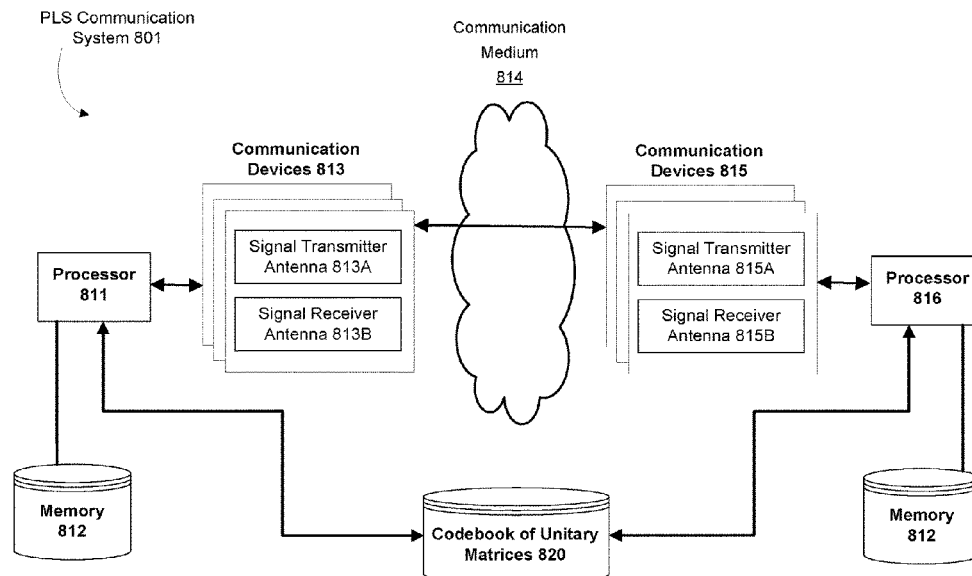 PLS Communication
System 801
Communication
Medium
814
Communication
Devices 813
Communication
Devices 815
Signal Transmitter
Antenna 813A
Signal Receiver
Antenna 813B
Signal Transmitter
Antenna 815A
Signal Receiver
Antenna 815B
Processor
811
Processor
816
Memory
812
Codebook of Unitary
Matrices 820
Memory
812